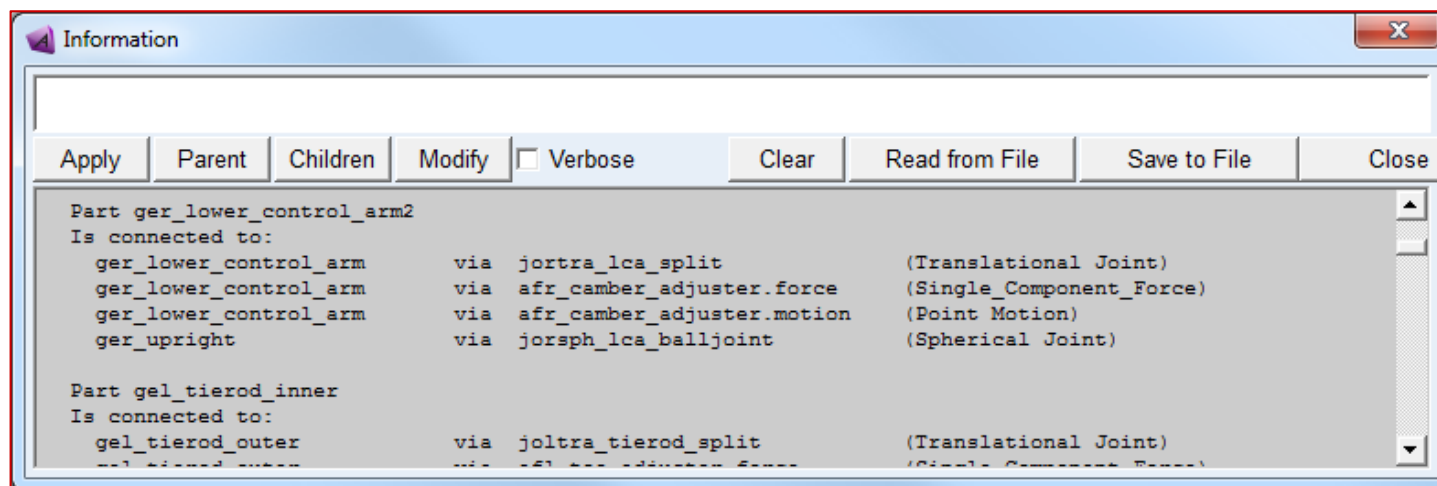 Information
Apply Parent Children Modify Verbose Clear Read from File Save to File Close
Part ger_lower_control_arm2
Is connected to:
ger_lower_control_arm via jortra_lca_split (Translational Joint)
ger_lower_control_arm via afr_camber_adjuster.force (Single_Component_Force)
ger_lower_control_arm via afr_camber_adjuster.motion (Point Motion)
ger_upright via jorsph_lca_balljoint (Spherical Joint)
Part gel_tierod_inner
Is connected to:
gel_tierod_outer via joltra_tierod_split (Translational Joint)